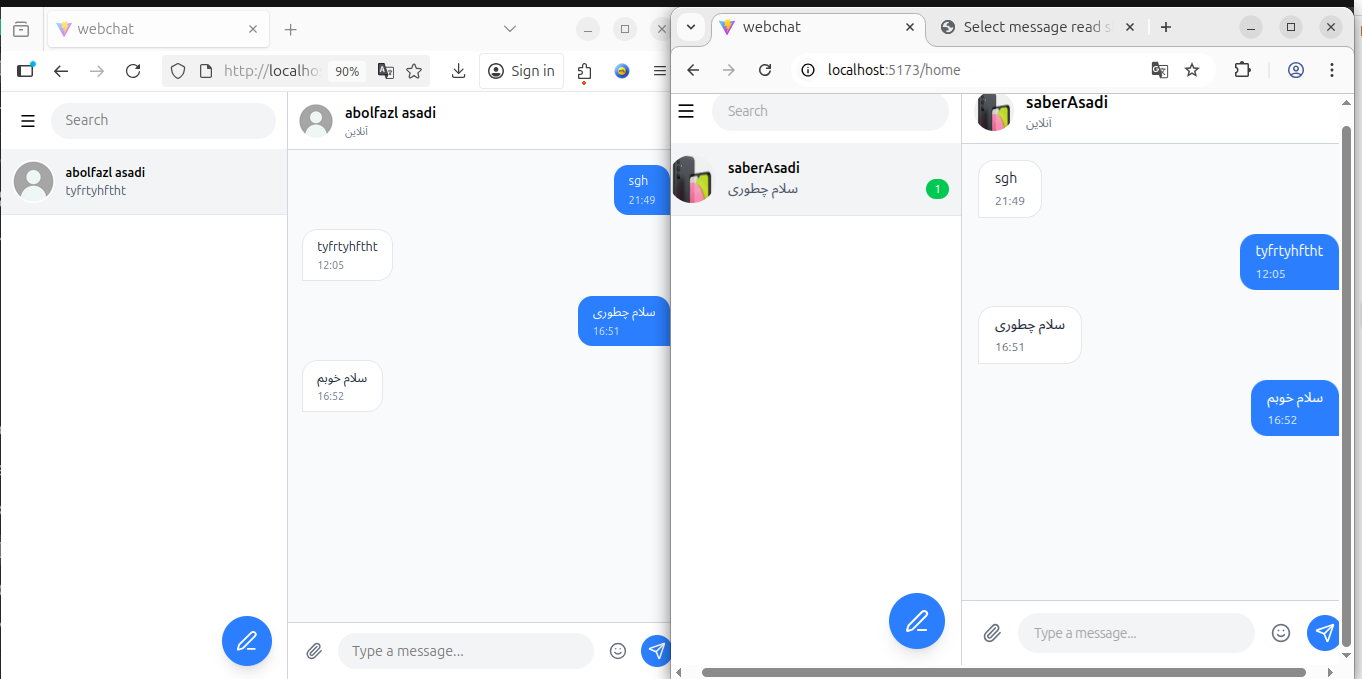 webchat
http://localho
90%
Sign in
Search
abolfazl asadi
tyfrtyhftht
abolfazl asadi
آنلاین
sgh
21:49
tyfrtyhftht
12:05
سلام چطوری
16:51
سلام خوبم
16:52
Type a message...
webchat
Select message read s
localhost:5173/home
Search
saberAsadi
سلام چطوری
1
saberAsadi
آنلاین
sgh
21:49
tyfrtyhftht
12:05
سلام چطوری
16:51
سلام خوبم
16:52
Type a message...